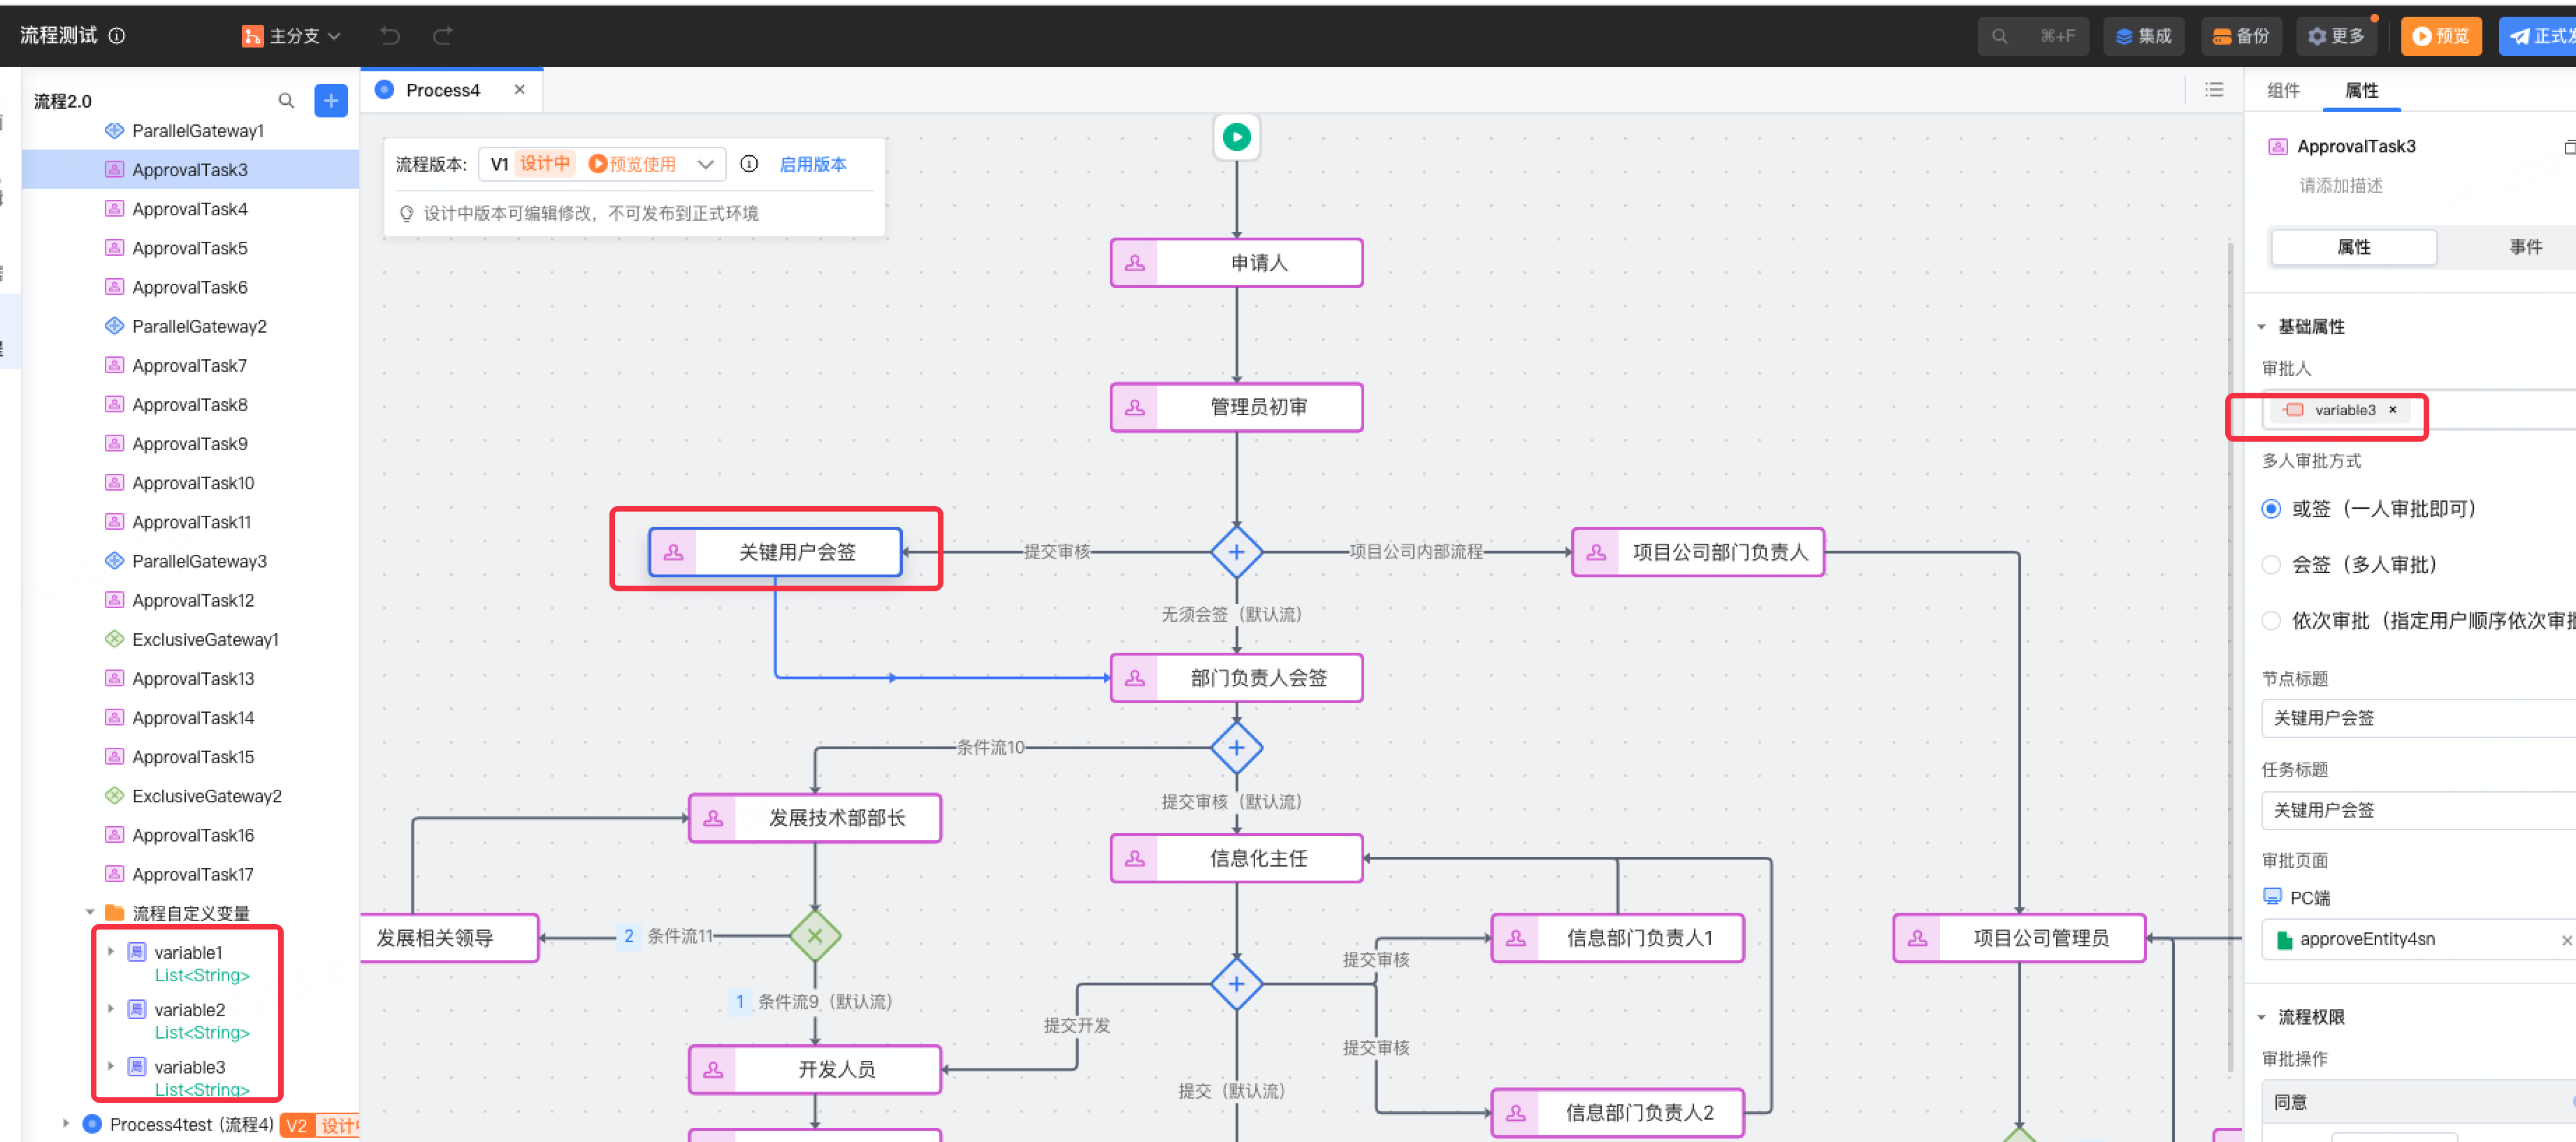 流程测试
主分支
⌘+F
集成
备份
更多
预览
正式发
流程2.0
ParallelGateway1
ApprovalTask3
ApprovalTask4
ApprovalTask5
ApprovalTask6
ParallelGateway2
ApprovalTask7
ApprovalTask8
ApprovalTask9
ApprovalTask10
ApprovalTask11
ParallelGateway3
ApprovalTask12
ExclusiveGateway1
ApprovalTask13
ApprovalTask14
ApprovalTask15
ExclusiveGateway2
ApprovalTask16
ApprovalTask17
流程自定义变量
局 variable1
List<String>
局 variable2
List<String>
局 variable3
List<String>
Process4test (流程4) V2 设计中
Process4
流程版本: V1 设计中 预览使用 启用版本
设计中版本可编辑修改，不可发布到正式环境
申请人
管理员初审
关键用户会签
提交审核
项目公司内部流程
项目公司部门负责人
无须会签（默认流）
部门负责人会签
条件流10
提交审核（默认流）
发展技术部部长
信息化主任
发展相关领导
2 条件流11
信息部门负责人1
项目公司管理员
提交审核
1 条件流9（默认流）
提交开发
提交审核
开发人员
提交（默认流）
信息部门负责人2
组件
属性
ApprovalTask3
请添加描述
属性
事件
基础属性
审批人
variable3
多人审批方式
或签（一人审批即可）
会签（多人审批）
依次审批（指定用户顺序依次审批
节点标题
关键用户会签
任务标题
关键用户会签
审批页面
PC端
approveEntity4sn
流程权限
审批操作
同意